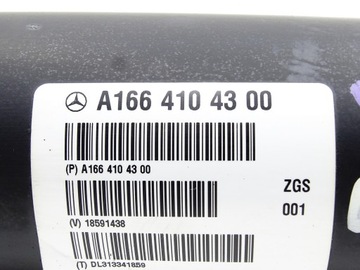 A166 410 43 00
(P) A166 410 43 00
ZGS
001
(V) 18591438
(T) DL313341859